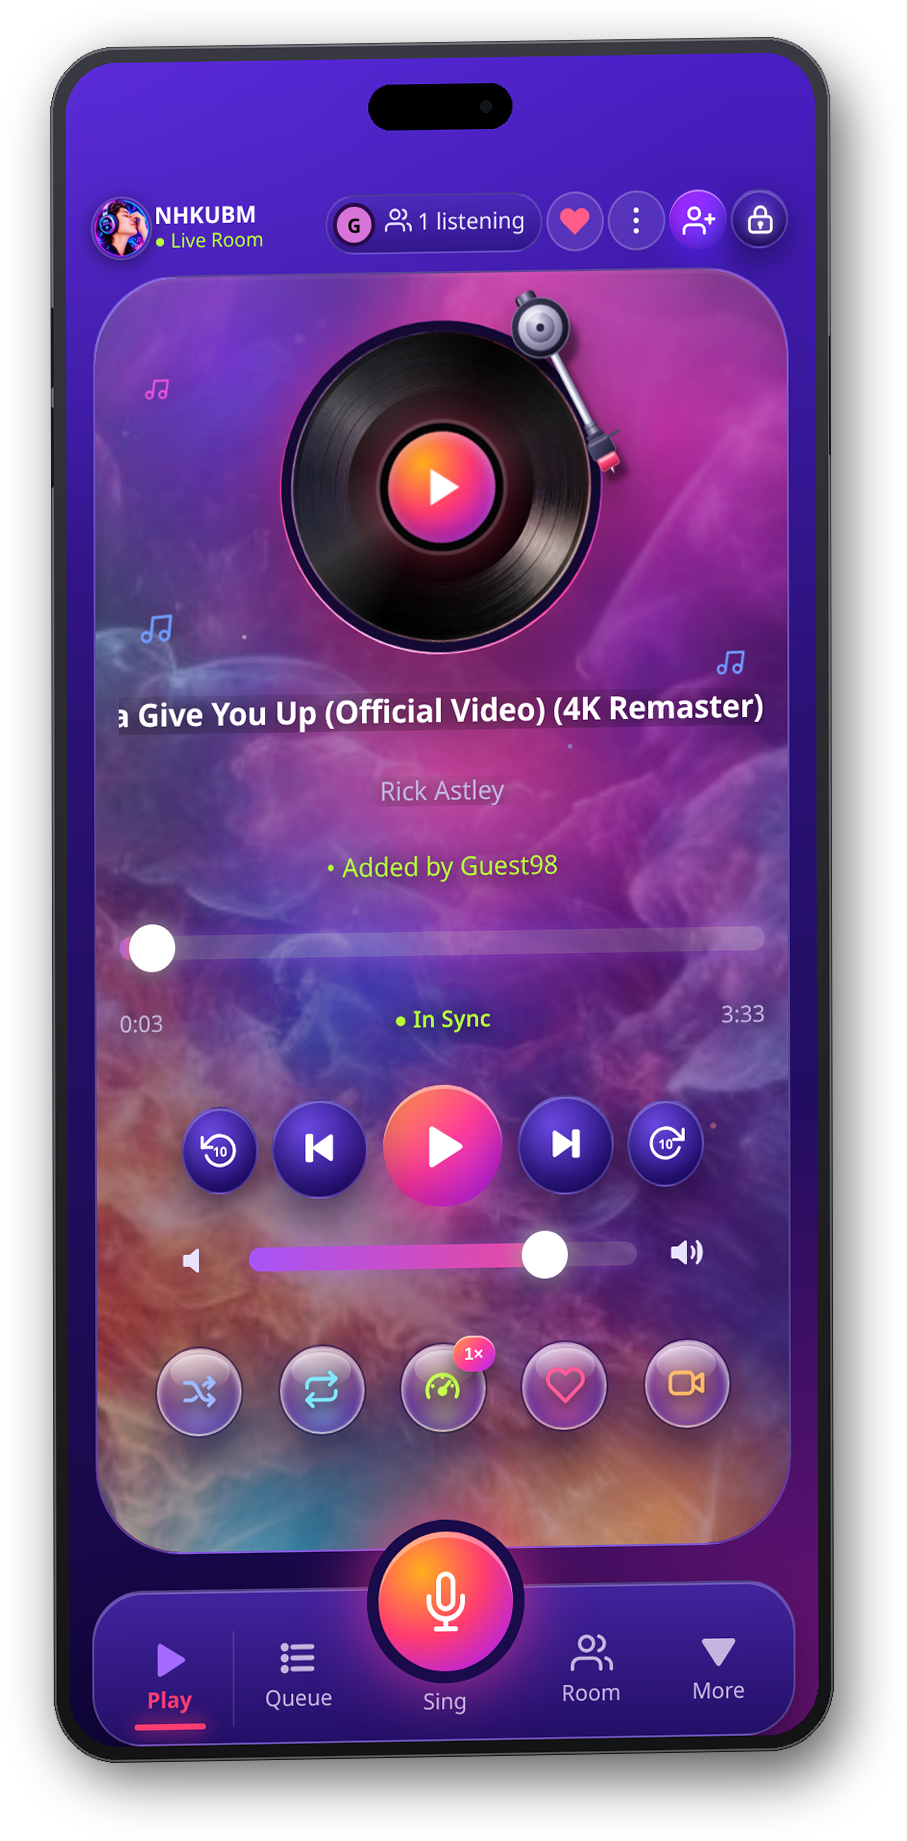 NHKUBM
• Live Room
G
1 listening
a Give You Up (Official Video) (4K Remaster)
Rick Astley
• Added by Guest98
0:03
• In Sync
3:33
10
10
1×
Play
Queue
Sing
Room
More